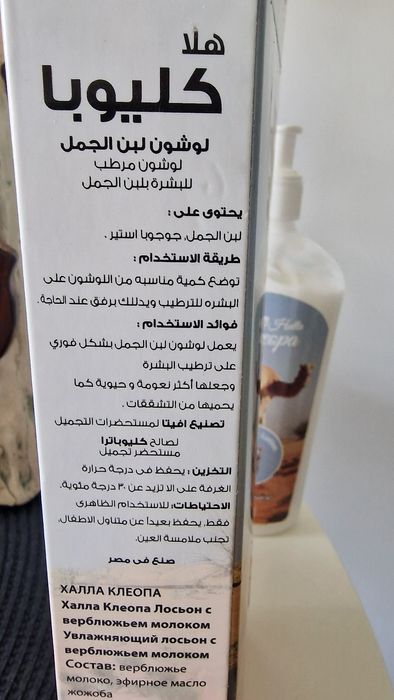 هلا
كليوبا
لوشون لبن الجمل
لوشون مرطب
للبشرة بلبن الجمل
يحتوى على :
لبن الجمل, جوجوبا استير .
طريقة الاستخدام :
توضع كمية مناسبه من اللوشون على
البشره للترطيب ويدللك برفق عند الحاجة .
فوائد الاستخدام :
يعمل لوشون لبن الجمل بشكل فوري
على ترطيب البشرة
وجعلها أكثر نعومة و حيوية كما
يحميها من التشققات .
تصنيع افيتا لمستحضرات التجميل
لصالح كليوباترا
مستحضر تجميل
التخزين : يحفظ فى درجة حرارة
الغرفة على الا تزيد عن ٣٠ درجة مئوية.
الاحتياطات: للاستخدام الظاهرى
فقط, يحفظ بعيداً عن متناول الاطفال,
تجنب ملامسة العين.
صنع فى مصر
ХАЛЛА КЛЕОПА
Халла Клеопа Лосьон с
верблюжьем молоком
Увлажняющий лосьон с
верблюжьем молоком
Состав: верблюжье
молоко, эфирное масло
жожоба
Halla